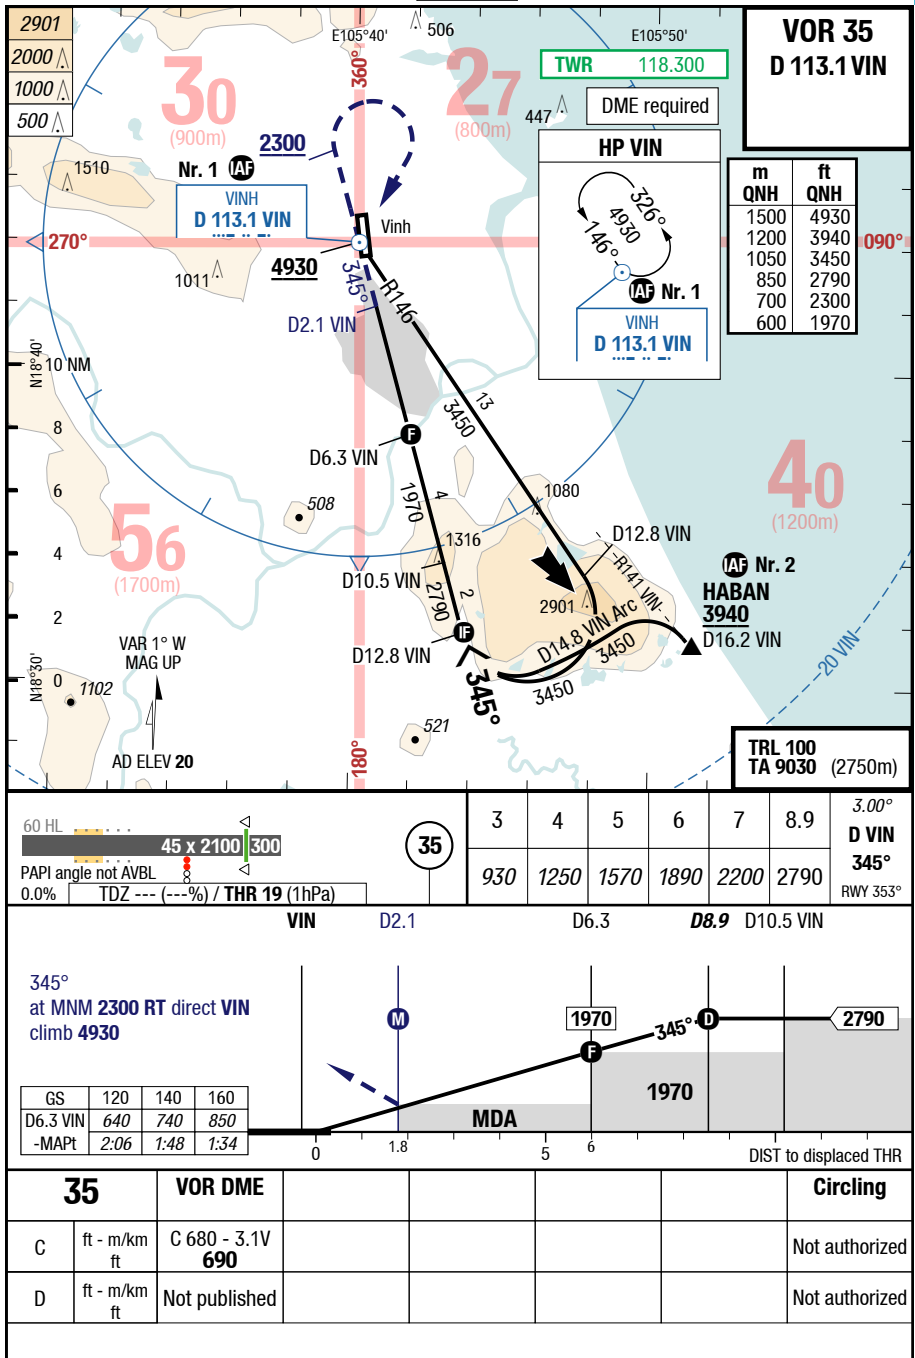 2901
2000
1000
500
506
E105°40'
E105°50'
VOR 35
D 113.1 VIN
TWR 118.300
DME required
30
(900m)
27
(800m)
447
360°
2300
1510
Nr. 1 IAF
VINH
D 113.1 VIN
Vinh
270°
4930
090°
1011
345°
R146
D2.1 VIN
HP VIN
326°
4930
146°
IAF Nr. 1
VINH
D 113.1 VIN
m ft
QNH QNH
1500 4930
1200 3940
1050 3450
850 2790
700 2300
600 1970
N18°40'
10 NM
8
6
4
2
0
N18°30'
13
3450
F
D6.3 VIN
1970
4
508
1080
1316
56
(1700m)
40
(1200m)
D12.8 VIN
D10.5 VIN
2790
2
R141 VIN
IAF Nr. 2
HABAN
3940
D16.2 VIN
2901
IF
D14.8 VIN Arc
3450
D12.8 VIN
3450
345°
20 VIN
VAR 1° W
MAG UP
1102
521
AD ELEV 20
180°
TRL 100
TA 9030 (2750m)
60 HL
45 x 2100 300
PAPI angle not AVBL
0.0%
TDZ --- (---%) / THR 19 (1hPa)
35
3 4 5 6 7 8.9
930 1250 1570 1890 2200 2790
3.00°
D VIN
345°
RWY 353°
VIN D2.1 D6.3 D8.9 D10.5 VIN
345°
at MNM 2300 RT direct VIN
climb 4930
M
1970
F
345°
D
2790
1970
MDA
GS 120 140 160
D6.3 VIN 640 740 850
-MAPt 2:06 1:48 1:34
0 1.8 5 6
DIST to displaced THR
35 VOR DME Circling
C ft - m/km C 680 - 3.1V Not authorized
ft 690
D ft - m/km Not published Not authorized
ft